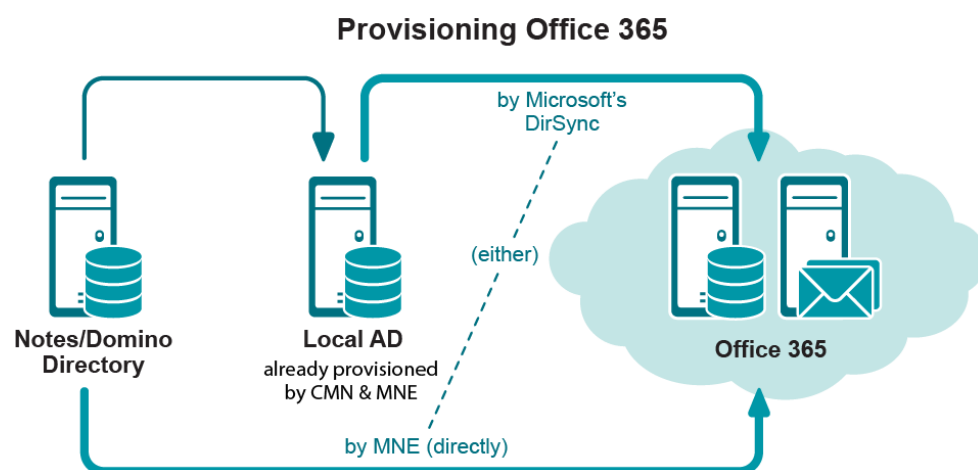 Provisioning Office 365
by Microsoft's
DirSync
(either)
Notes/Domino
Directory
Local AD
already provisioned
by CMN & MNE
Office 365
by MNE (directly)